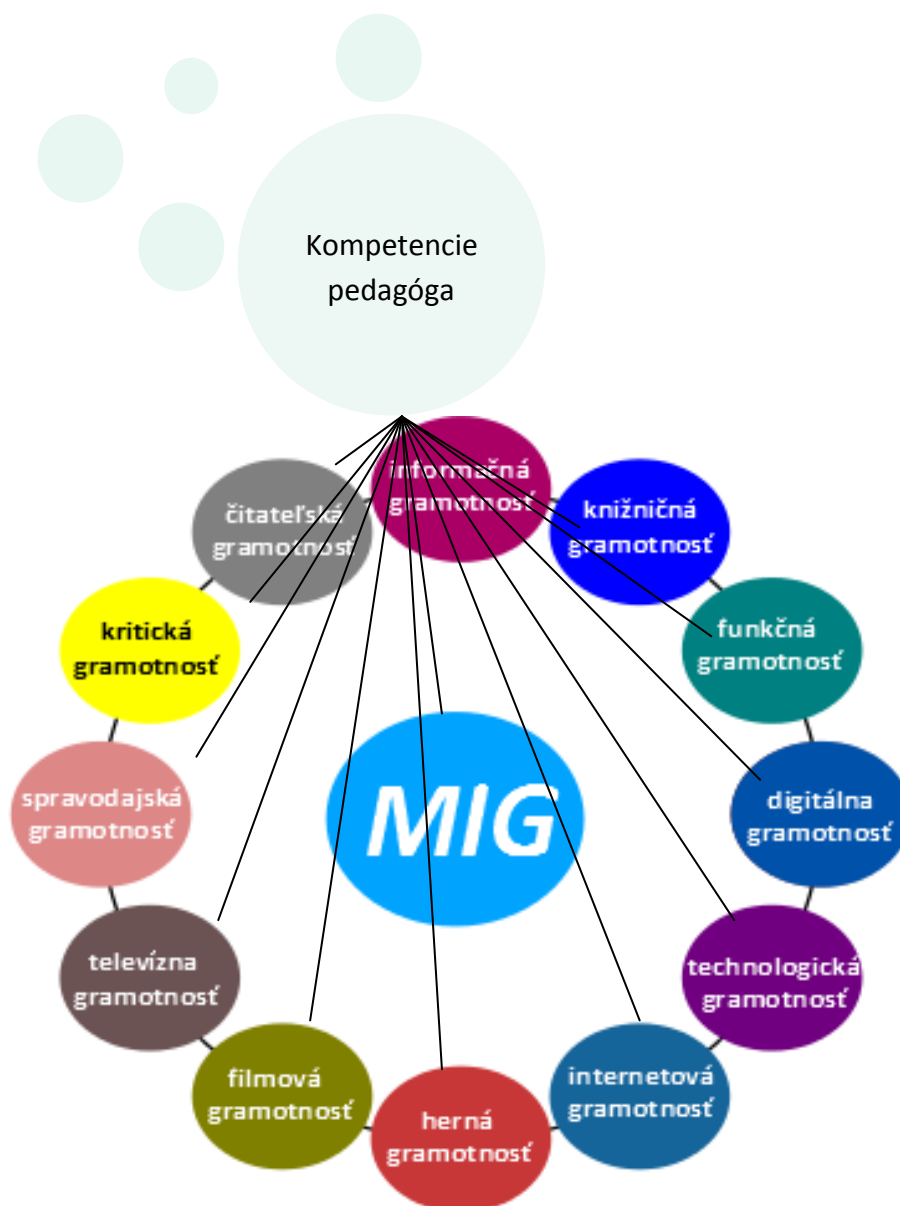 Kompetencie
pedagóga
informačná
gramotnosť
čitateľská
gramotnosť
knižničná
gramotnosť
kritická
gramotnosť
funkčná
gramotnosť
spravodajská
gramotnosť
MIG
digitálna
gramotnosť
televízna
gramotnosť
technologická
gramotnosť
filmová
gramotnosť
internetová
gramotnosť
herná
gramotnosť